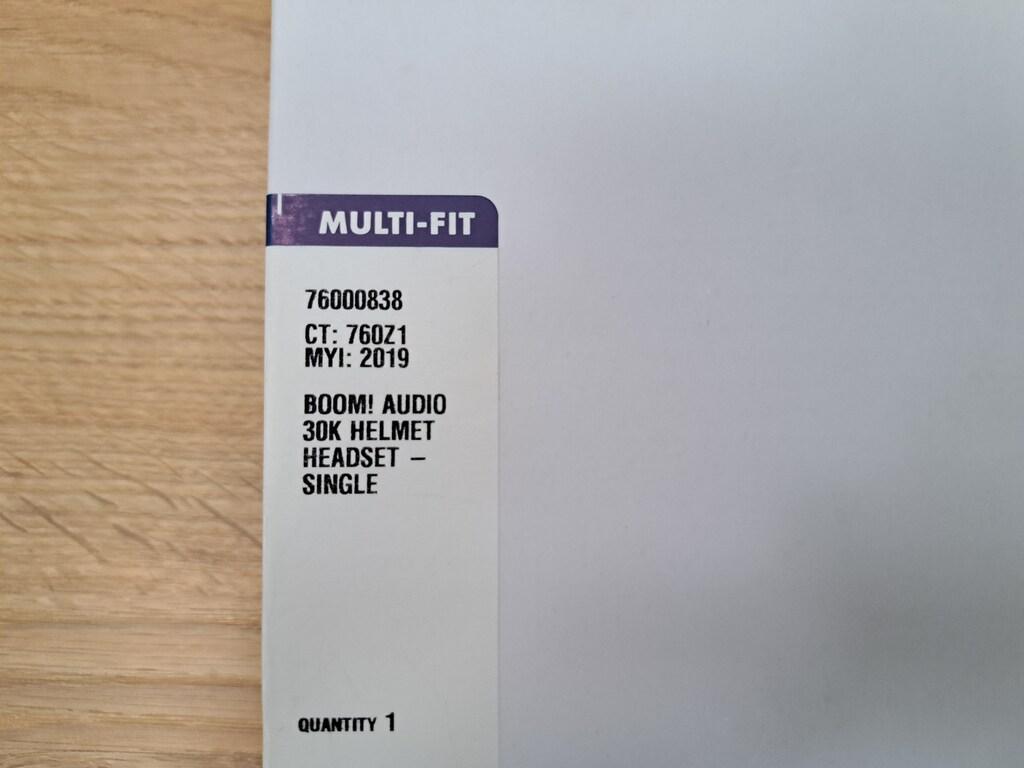 MULTI-FIT
76000838
CT: 760Z1
MYI: 2019
BOOM! AUDIO
30K HELMET
HEADSET –
SINGLE
QUANTITY 1